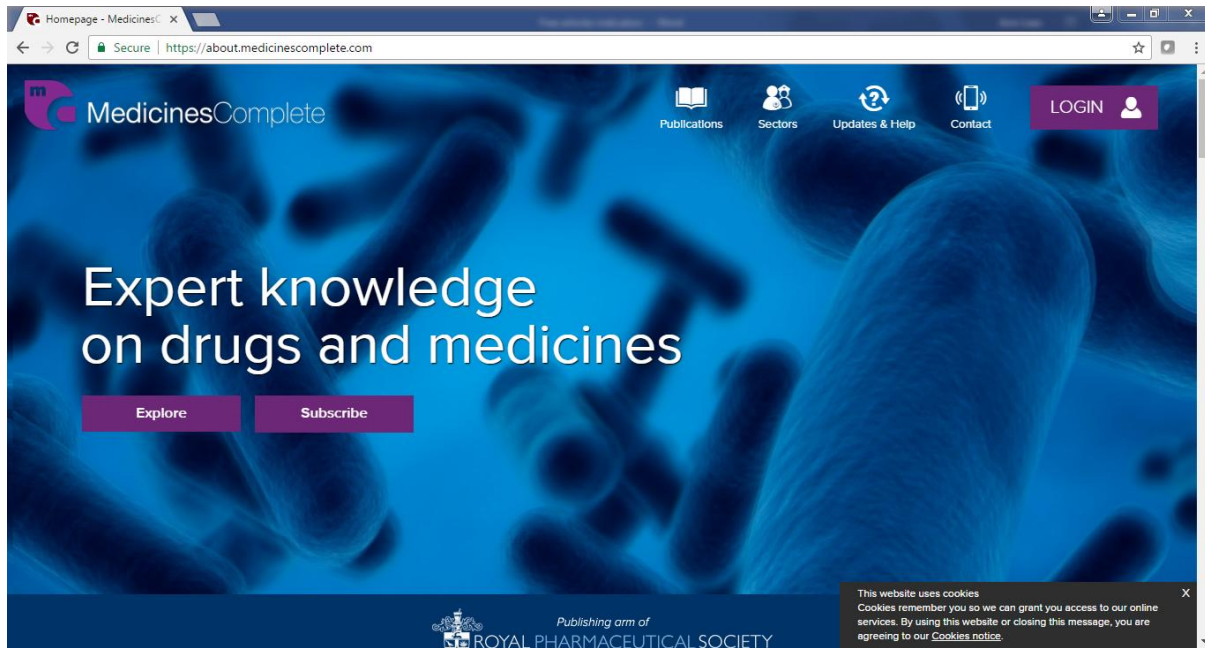 Homepage - MedicinesC
Secure | https://about.medicinescomplete.com
mc
MedicinesComplete
Publications
Sectors
Updates & Help
Contact
LOGIN
Expert knowledge
on drugs and medicines
Explore
Subscribe
Publishing arm of
ROYAL PHARMACEUTICAL SOCIETY
This website uses cookies
X
Cookies remember you so we can grant you access to our online
services. By using this website or closing this message, you are
agreeing to our Cookies notice.